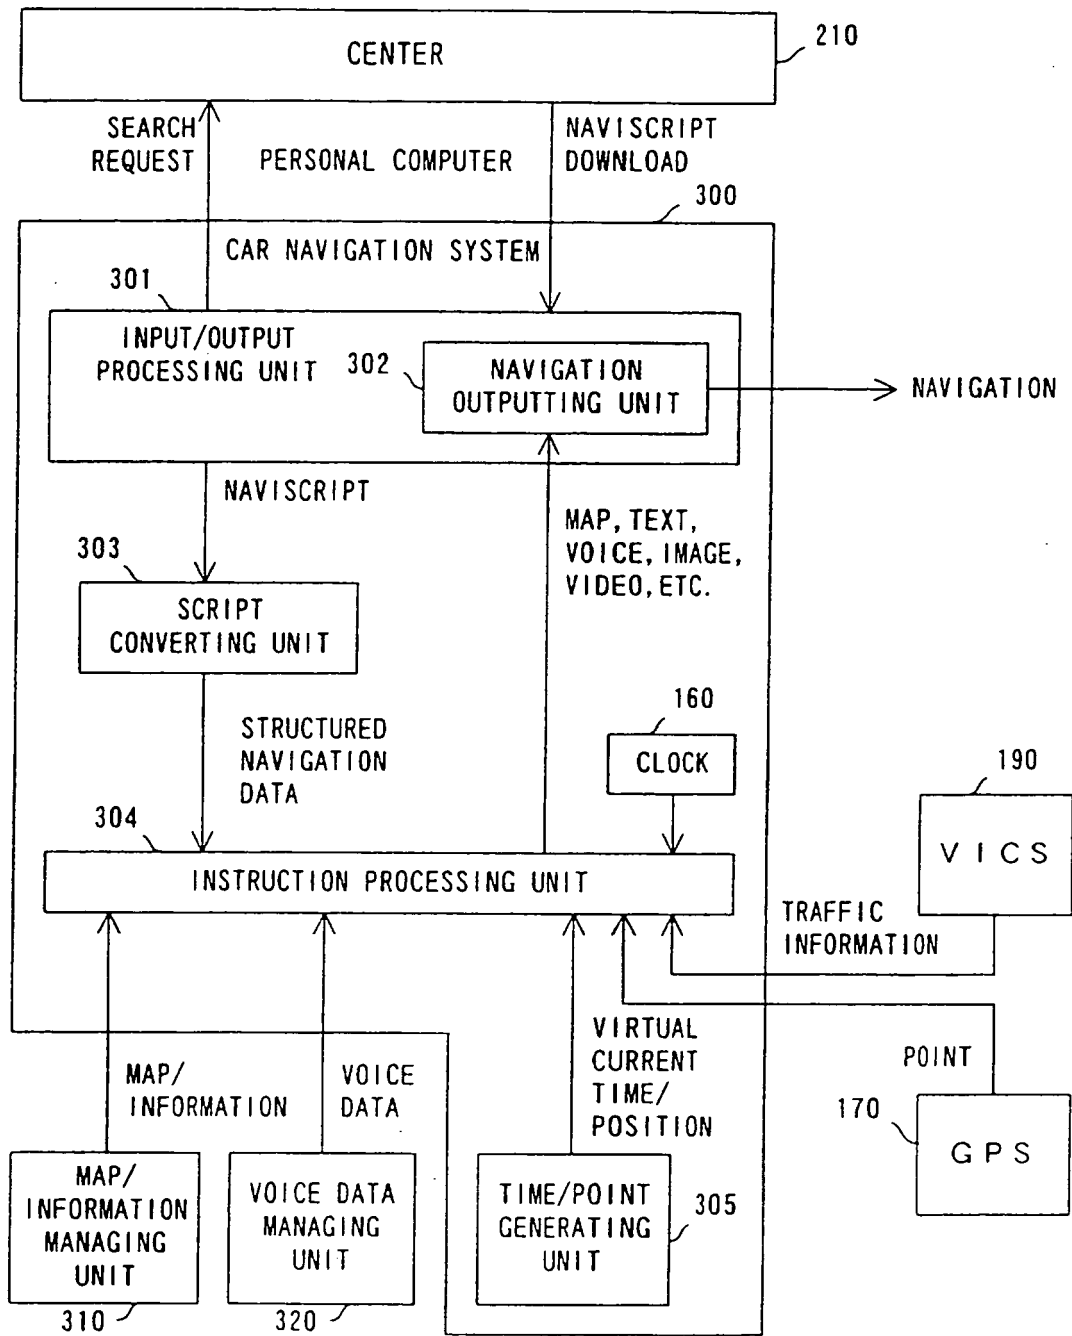 CENTER
210
SEARCH
REQUEST
PERSONAL COMPUTER
NAVISCRIPT
DOWNLOAD
300
CAR NAVIGATION SYSTEM
301
INPUT/OUTPUT
PROCESSING UNIT
302
NAVIGATION
OUTPUTTING UNIT
NAVIGATION
NAVISCRIPT
MAP, TEXT,
VOICE, IMAGE,
VIDEO, ETC.
303
SCRIPT
CONVERTING UNIT
STRUCTURED
NAVIGATION
DATA
160
CLOCK
190
VICS
304
INSTRUCTION PROCESSING UNIT
TRAFFIC
INFORMATION
MAP/
INFORMATION
VOICE
DATA
VIRTUAL
CURRENT
TIME/
POSITION
POINT
170
GPS
MAP/
INFORMATION
MANAGING
UNIT
310
VOICE DATA
MANAGING
UNIT
320
TIME/POINT
GENERATING
UNIT
305